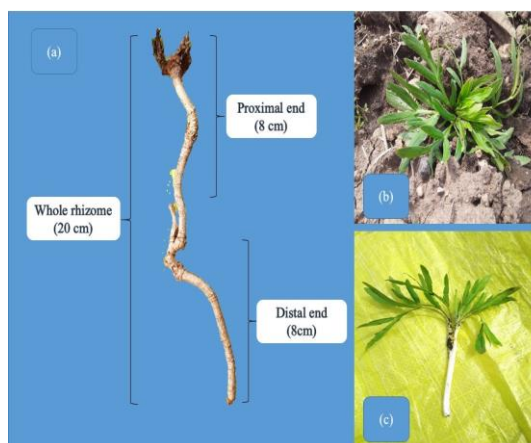 (a)
Proximal end
(8 cm)
Whole rhizome
(20 cm)
Distal end
(8cm)
(b)
(c)